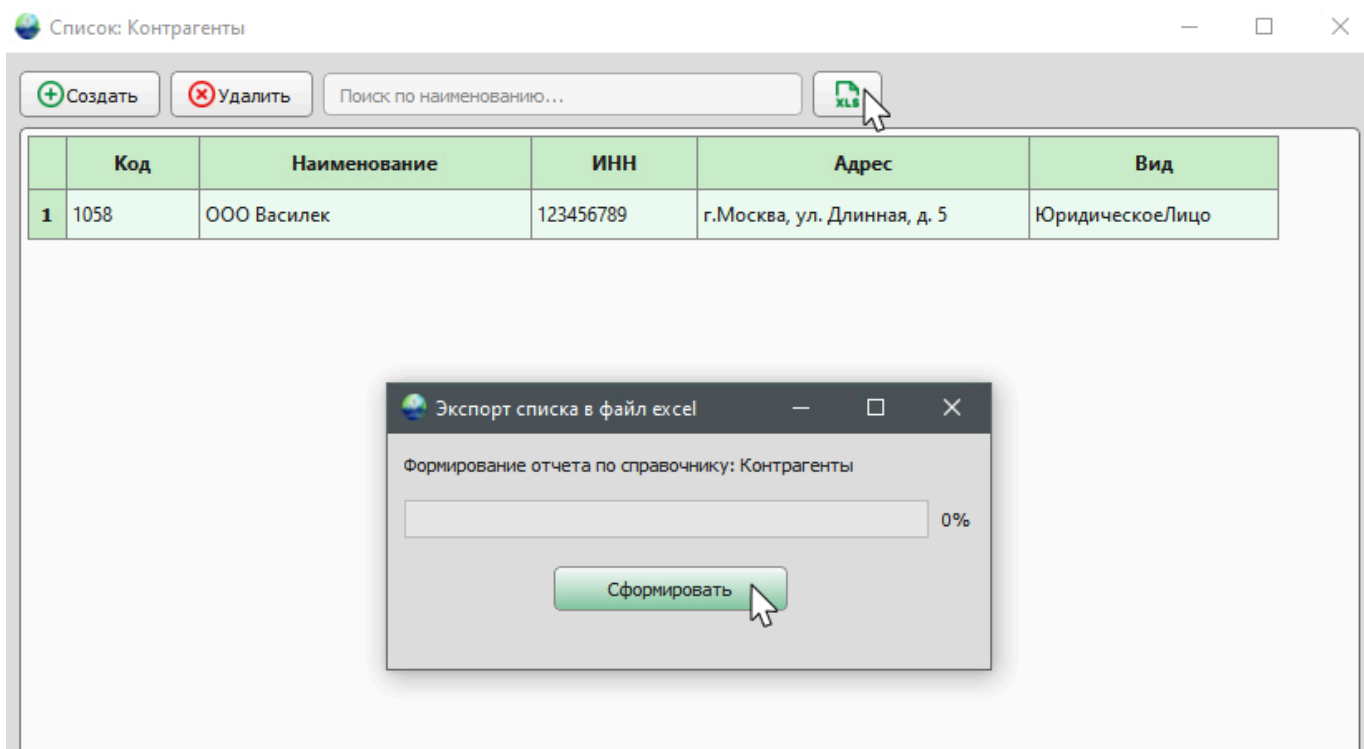 Список: Контрагенты
Создать Удалить Поиск по наименованию... XLS
Код Наименование ИНН Адрес Вид
1 1058 ООО Василек 123456789 г.Москва, ул. Длинная, д. 5 ЮридическоеЛицо
Экспорт списка в файл excel
Формирование отчета по справочнику: Контрагенты
0%
Сформировать